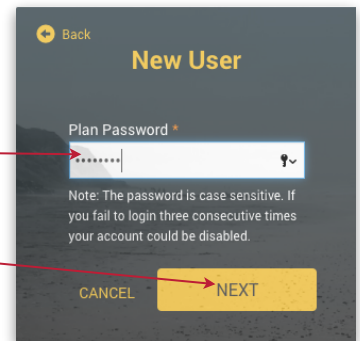 Back
New User
Plan Password *
••••••••
Note: The password is case sensitive. If
you fail to login three consecutive times
your account could be disabled.
CANCEL NEXT